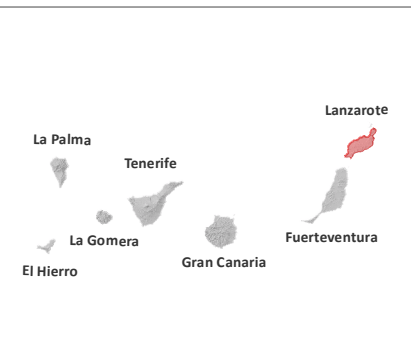 Lanzarote
La Palma
Tenerife
La Gomera
Fuerteventura
Gran Canaria
El Hierro